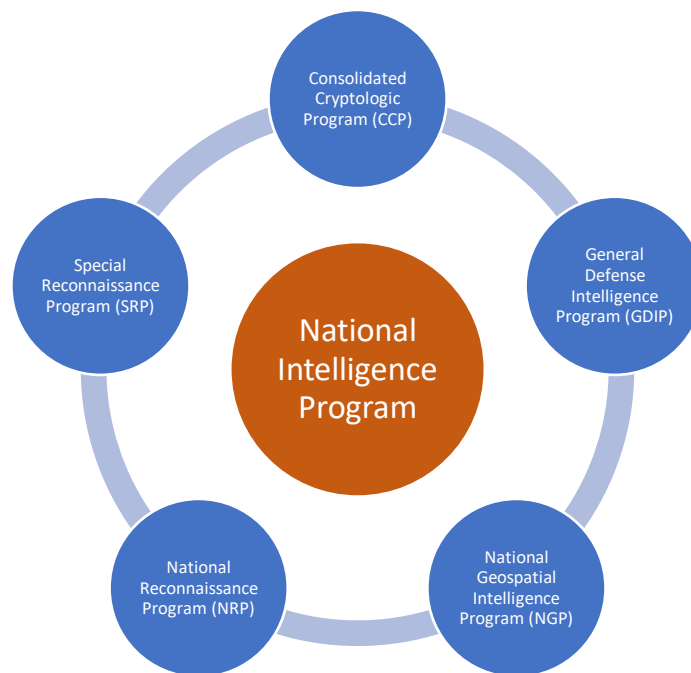 Consolidated
Cryptologic
Program (CCP)
General
Defense
Intelligence
Program (GDIP)
National
Geospatial
Intelligence
Program (NGP)
National
Reconnaissance
Program (NRP)
Special
Reconnaissance
Program (SRP)
National
Intelligence
Program